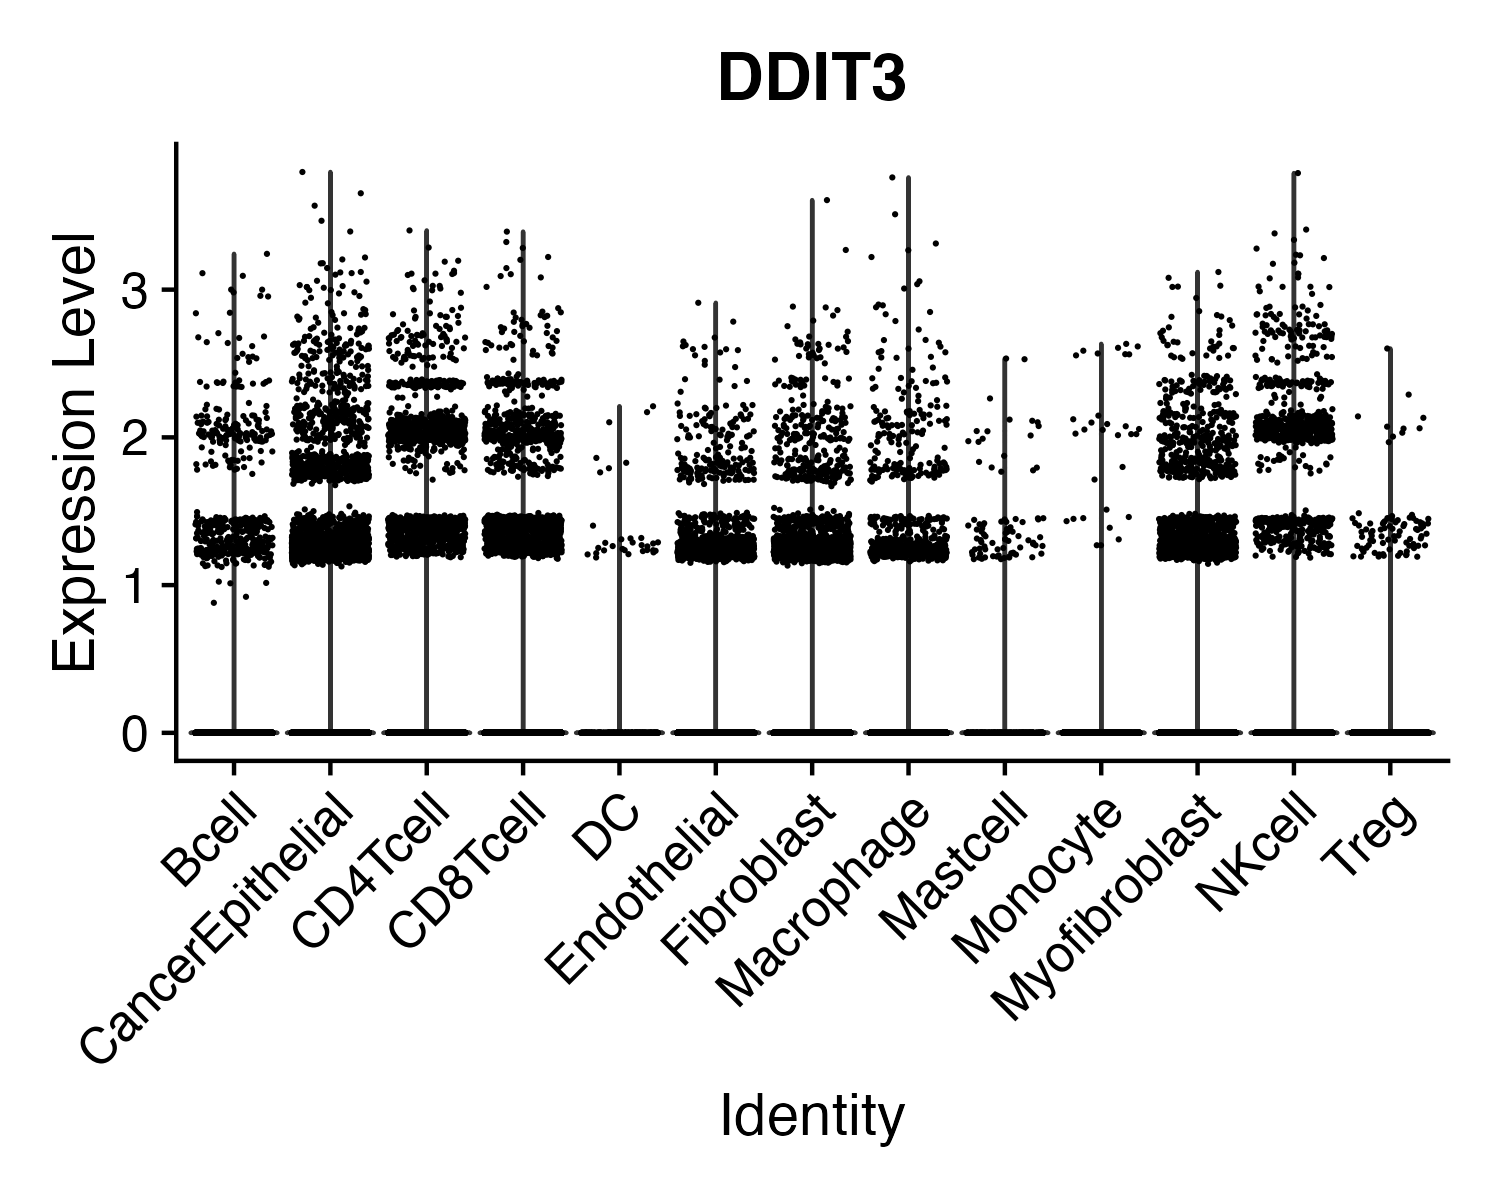 DDIT3
Expression Level
3
2
1
0
Bcell
CancerEpithelial
CD4Tcell
CD8Tcell
DC
Endothelial
Fibroblast
Macrophage
Mastcell
Monocyte
Myofibroblast
NKcell
Treg
Identity